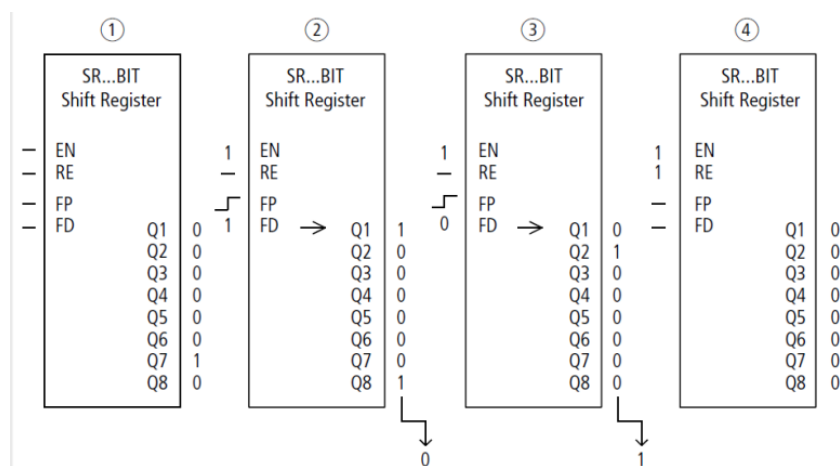 ① ② ③ ④
SR...BIT SR...BIT SR...BIT SR...BIT
Shift Register Shift Register Shift Register Shift Register
– EN 1 EN 1 EN 1 EN
– RE – RE – RE 1 RE
– FP FP FP – FP
– FD 1 FD → 0 FD → – FD
Q1 0 Q1 1 Q1 0 Q1 0
Q2 0 Q2 0 Q2 1 Q2 0
Q3 0 Q3 0 Q3 0 Q3 0
Q4 0 Q4 0 Q4 0 Q4 0
Q5 0 Q5 0 Q5 0 Q5 0
Q6 0 Q6 0 Q6 0 Q6 0
Q7 1 Q7 0 Q7 0 Q7 0
Q8 0 Q8 1 Q8 0 Q8 0
0 1